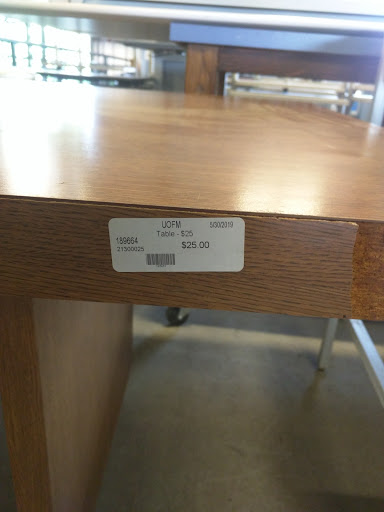 UOFM 5/30/2019
Table - $25
189664 $25.00
21300025